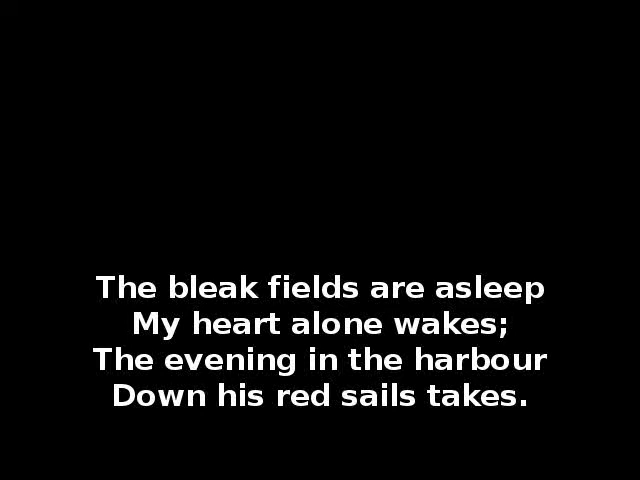 The bleak fields are asleep
My heart alone wakes;
The evening in the harbour
Down his red sails takes.